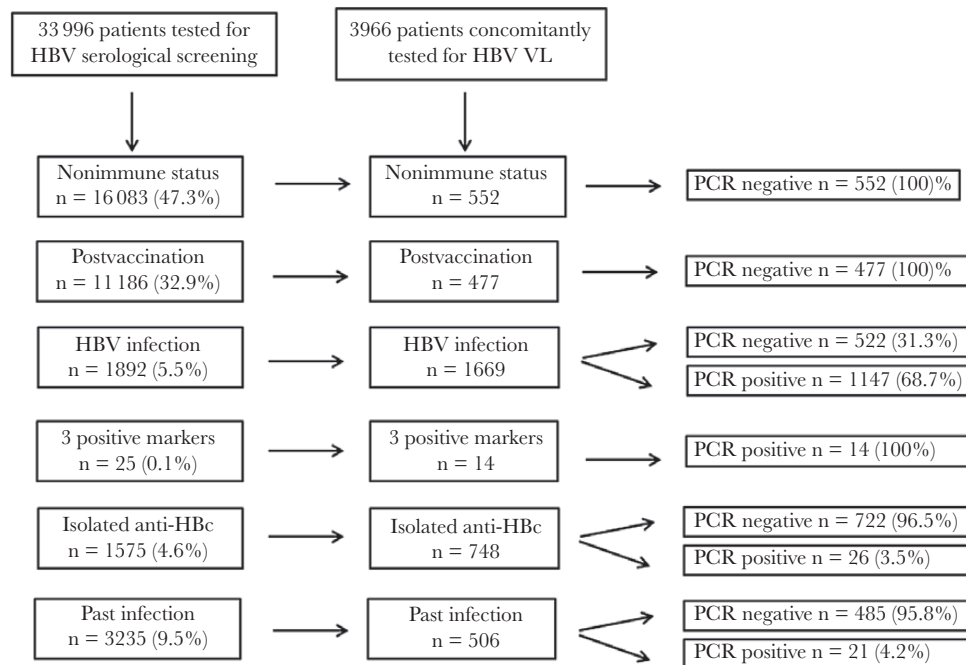 33 996 patients tested for
HBV serological screening
3966 patients concomitantly
tested for HBV VL
Nonimmune status
n = 16 083 (47.3%)
Nonimmune status
n = 552
PCR negative n = 552 (100)%
Postvaccination
n = 11 186 (32.9%)
Postvaccination
n = 477
PCR negative n = 477 (100)%
HBV infection
n = 1892 (5.5%)
HBV infection
n = 1669
PCR negative n = 522 (31.3%)
PCR positive n = 1147 (68.7%)
3 positive markers
n = 25 (0.1%)
3 positive markers
n = 14
PCR positive n = 14 (100%)
Isolated anti-HBc
n = 1575 (4.6%)
Isolated anti-HBc
n = 748
PCR negative n = 722 (96.5%)
PCR positive n = 26 (3.5%)
Past infection
n = 3235 (9.5%)
Past infection
n = 506
PCR negative n = 485 (95.8%)
PCR positive n = 21 (4.2%)